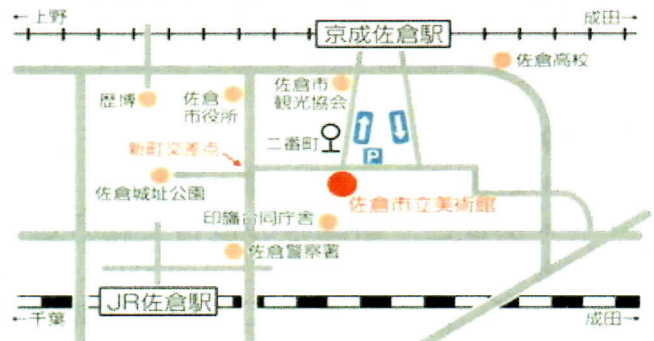 ←上野
成田→
京成佐倉駅
佐倉高校
歴博
佐倉
市役所
佐倉市
観光協会
二番町
P
新町交差点
佐倉城址公園
佐倉市立美術館
印旛合同庁舎
佐倉警察署
JR佐倉駅
←千葉
成田→